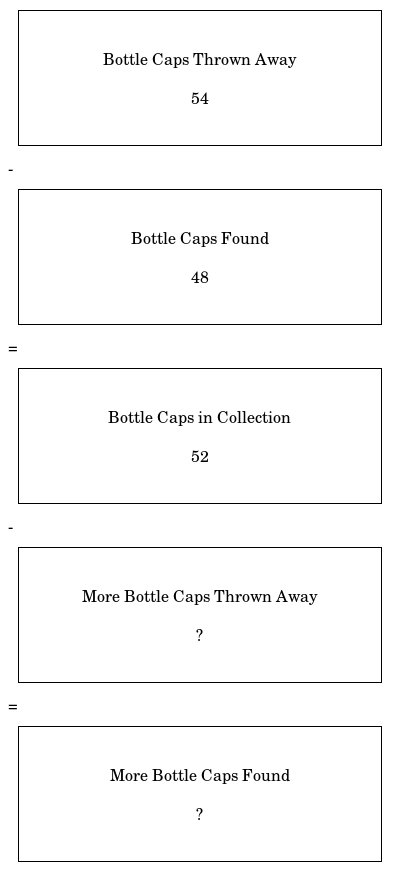 Bottle Caps Thrown Away
54
-
Bottle Caps Found
48
=
Bottle Caps in Collection
52
-
More Bottle Caps Thrown Away
?
=
More Bottle Caps Found
?